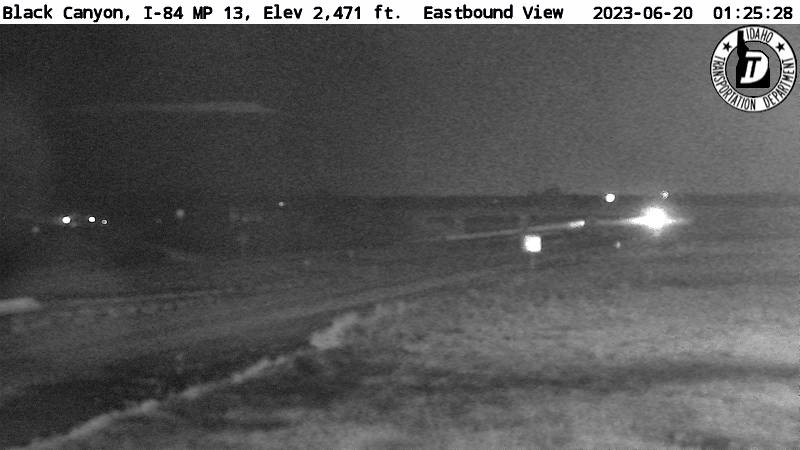 Black Canyon, I-84 MP 13, Elev 2,471 ft. Eastbound View 2023-06-20 01:25:28
IDAHO
TRANSPORTATION DEPARTMENT